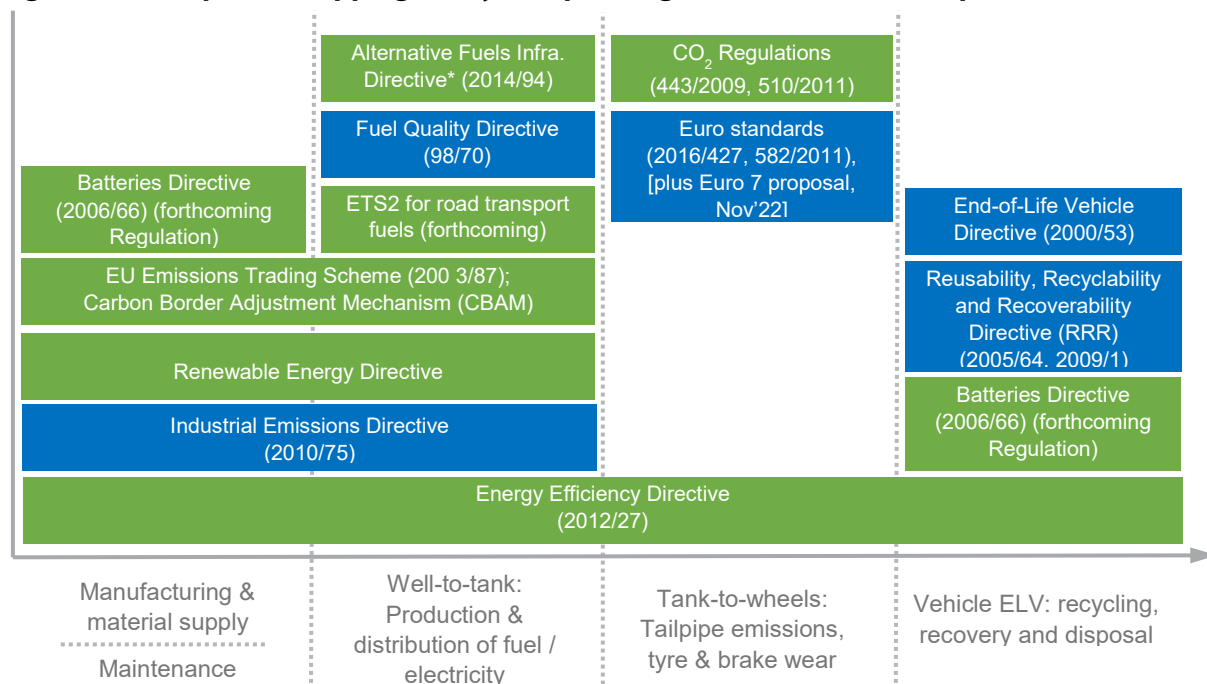 Alternative Fuels Infra.
Directive* (2014/94)
CO2 Regulations
(443/2009, 510/2011)
Fuel Quality Directive
(98/70)
Euro standards
(2016/427, 582/2011),
[plus Euro 7 proposal,
Nov'22]
Batteries Directive
(2006/66) (forthcoming
Regulation)
ETS2 for road transport
fuels (forthcoming)
End-of-Life Vehicle
Directive (2000/53)
EU Emissions Trading Scheme (200 3/87);
Carbon Border Adjustment Mechanism (CBAM)
Reusability, Recyclability
and Recoverability
Directive (RRR)
(2005/64, 2009/1)
Renewable Energy Directive
Industrial Emissions Directive
(2010/75)
Batteries Directive
(2006/66) (forthcoming
Regulation)
Energy Efficiency Directive
(2012/27)
Manufacturing &
material supply
Maintenance
Well-to-tank:
Production &
distribution of fuel /
electricity
Tank-to-wheels:
Tailpipe emissions,
tyre & brake wear
Vehicle ELV: recycling,
recovery and disposal